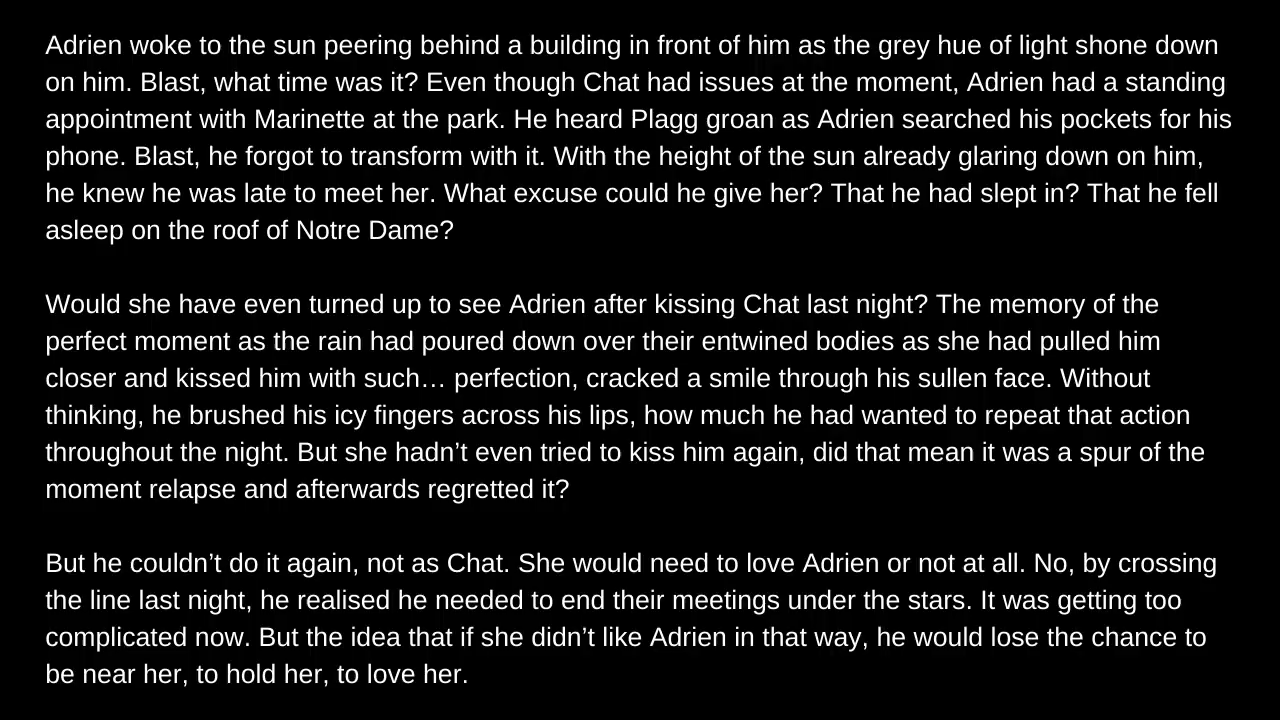 Adrien woke to the sun peering behind a building in front of him as the grey hue of light shone down
on him. Blast, what time was it? Even though Chat had issues at the moment, Adrien had a standing
appointment with Marinette at the park. He heard Plagg groan as Adrien searched his pockets for his
phone. Blast, he forgot to transform with it. With the height of the sun already glaring down on him,
he knew he was late to meet her. What excuse could he give her? That he had slept in? That he fell
asleep on the roof of Notre Dame?
Would she have even turned up to see Adrien after kissing Chat last night? The memory of the
perfect moment as the rain had poured down over their entwined bodies as she had pulled him
closer and kissed him with such… perfection, cracked a smile through his sullen face. Without
thinking, he brushed his icy fingers across his lips, how much he had wanted to repeat that action
throughout the night. But she hadn’t even tried to kiss him again, did that mean it was a spur of the
moment relapse and afterwards regretted it?
But he couldn’t do it again, not as Chat. She would need to love Adrien or not at all. No, by crossing
the line last night, he realised he needed to end their meetings under the stars. It was getting too
complicated now. But the idea that if she didn’t like Adrien in that way, he would lose the chance to
be near her, to hold her, to love her.